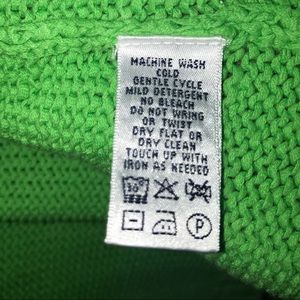 MACHINE WASH
COLD
GENTLE CYCLE
MILD DETERGENT
NO BLEACH
DO NOT WRING
OR TWIST
DRY FLAT OR
DRY CLEAN
TOUCH UP WITH
IRON AS NEEDED
30°
P